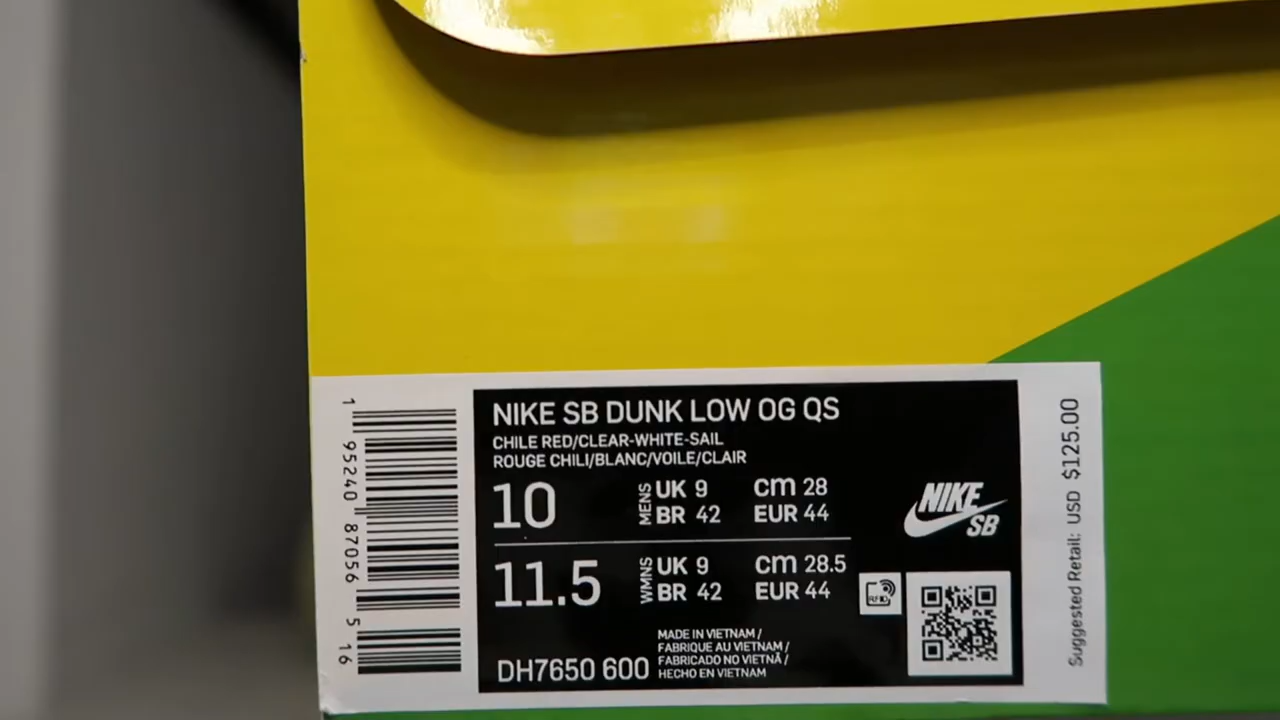 NIKE SB DUNK LOW OG QS
CHILE RED/CLEAR-WHITE-SAIL
ROUGE CHILI/BLANC/VOILE/CLAIR
10 MENS UK 9 cm 28
BR 42 EUR 44
11.5 WMNS UK 9 cm 28.5
BR 42 EUR 44
DH7650 600
MADE IN VIETNAM /
FABRIQUE AU VIETNAM /
FABRICADO NO VIETNÃ /
HECHO EN VIETNAM
NIKE
SB
RFID
1 95240 87056 5 16
Suggested Retail: USD $125.00